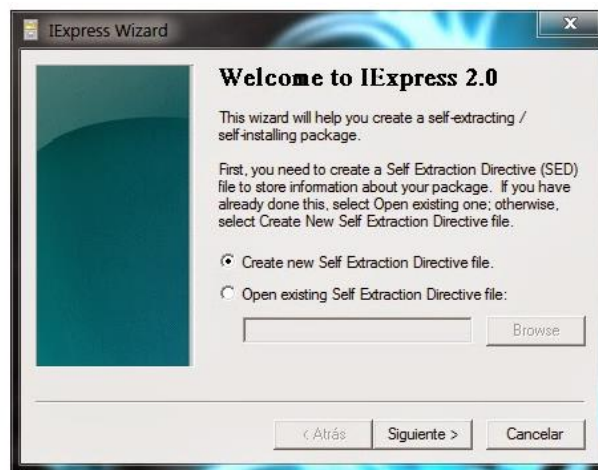 IExpress Wizard
x
Welcome to IExpress 2.0
This wizard will help you create a self-extracting /
self-installing package.
First, you need to create a Self Extraction Directive (SED)
file to store information about your package. If you have
already done this, select Open existing one; otherwise,
select Create New Self Extraction Directive file.
Create new Self Extraction Directive file.
Open existing Self Extraction Directive file:
Browse
< Atrás
Siguiente >
Cancelar